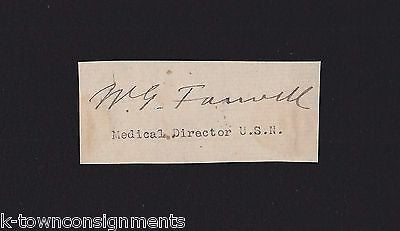 W.G. Farwell
Medical Director U.S.N.
k-townconsignments